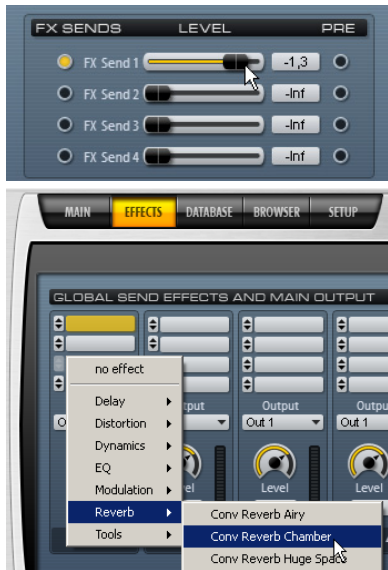 FX SENDS LEVEL PRE
FX Send 1 -1,3
FX Send 2 -Inf
FX Send 3 -Inf
FX Send 4 -Inf
MAIN EFFECTS DATABASE BROWSER SETUP
GLOBAL SEND EFFECTS AND MAIN OUTPUT
no effect
Delay
Distortion
Dynamics
EQ
Modulation
Reverb
Tools
Output Output
Out 1 Out 1
Level Level
Conv Reverb Airy
Conv Reverb Chamber
Conv Reverb Huge Space